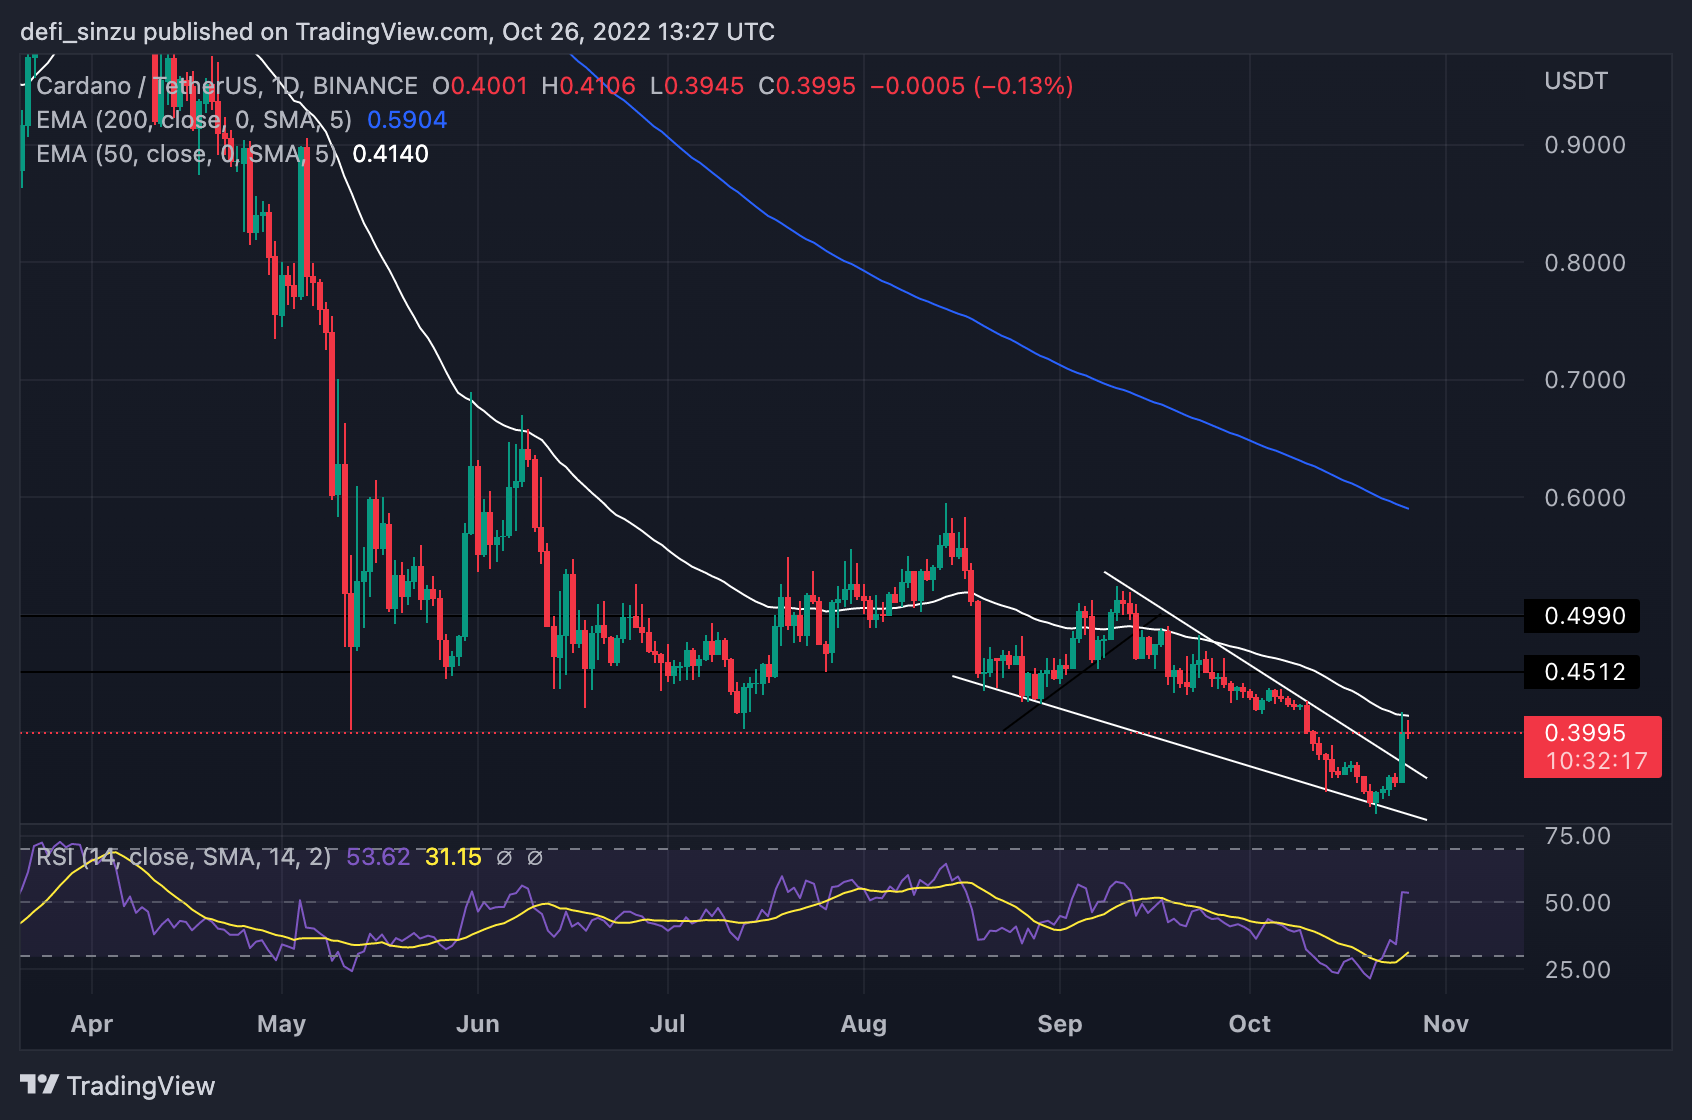 defi_sinzu published on TradingView.com, Oct 26, 2022 13:27 UTC
Cardano / TetherUS, 1D, BINANCE O0.4001 H0.4106 L0.3945 C0.3995 −0.0005 (−0.13%)
USDT
EMA (200, close, 0, SMA, 5) 0.5904
EMA (50, close, 0, SMA, 5) 0.4140
0.9000
0.8000
0.7000
0.6000
0.4990
0.4512
0.3995
10:32:17
75.00
RSI (14, close, SMA, 14, 2) 53.62 31.15 ∅ ∅
50.00
25.00
Apr May Jun Jul Aug Sep Oct Nov
TradingView